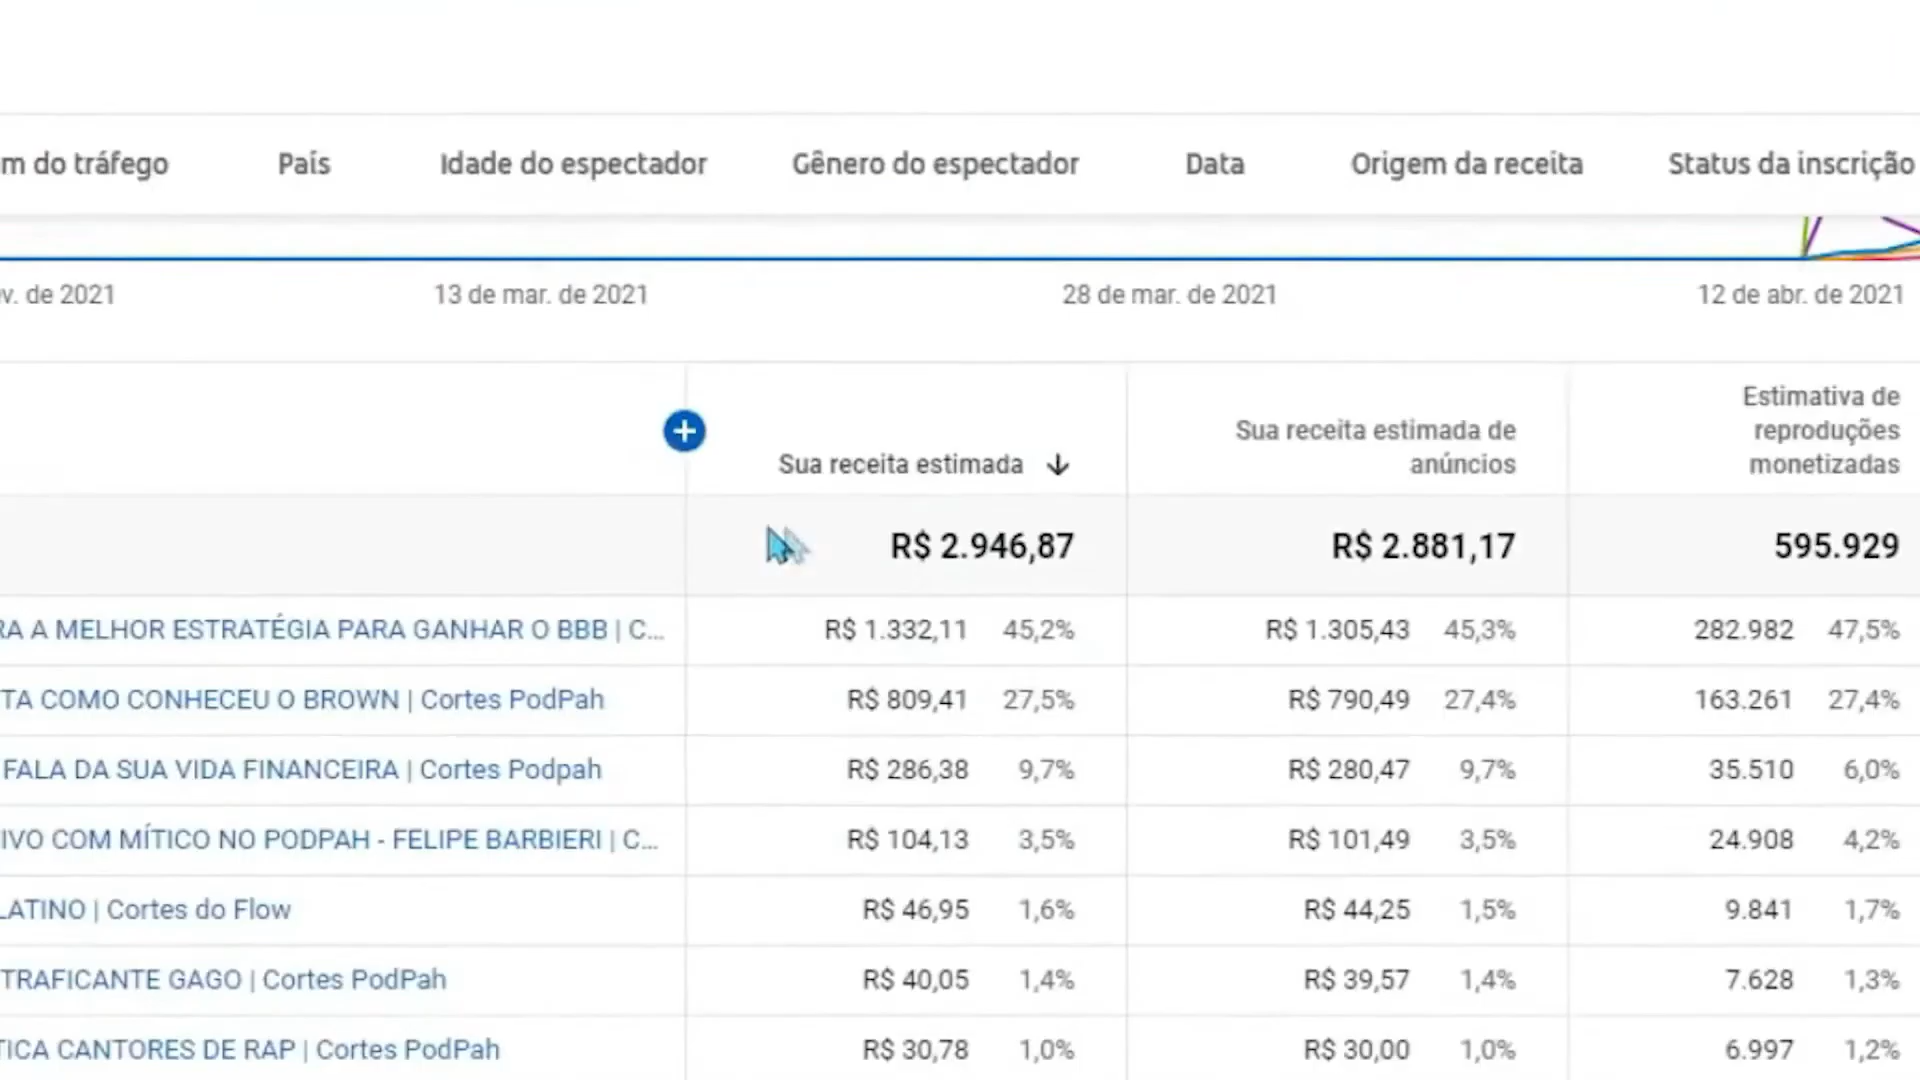 m do tráfego País Idade do espectador Gênero do espectador Data Origem da receita Status da inscrição
v. de 2021 13 de mar. de 2021 28 de mar. de 2021 12 de abr. de 2021
Sua receita estimada
Sua receita estimada de
anúncios
Estimativa de
reproduções
monetizadas
R$ 2.946,87 R$ 2.881,17 595.929
RA A MELHOR ESTRATÉGIA PARA GANHAR O BBB | C... R$ 1.332,11 45,2% R$ 1.305,43 45,3% 282.982 47,5%
TA COMO CONHECEU O BROWN | Cortes PodPah R$ 809,41 27,5% R$ 790,49 27,4% 163.261 27,4%
FALA DA SUA VIDA FINANCEIRA | Cortes Podpah R$ 286,38 9,7% R$ 280,47 9,7% 35.510 6,0%
IVO COM MÍTICO NO PODPAH - FELIPE BARBIERI | C... R$ 104,13 3,5% R$ 101,49 3,5% 24.908 4,2%
LATINO | Cortes do Flow R$ 46,95 1,6% R$ 44,25 1,5% 9.841 1,7%
TRAFICANTE GAGO | Cortes PodPah R$ 40,05 1,4% R$ 39,57 1,4% 7.628 1,3%
TICA CANTORES DE RAP | Cortes PodPah R$ 30,78 1,0% R$ 30,00 1,0% 6.997 1,2%